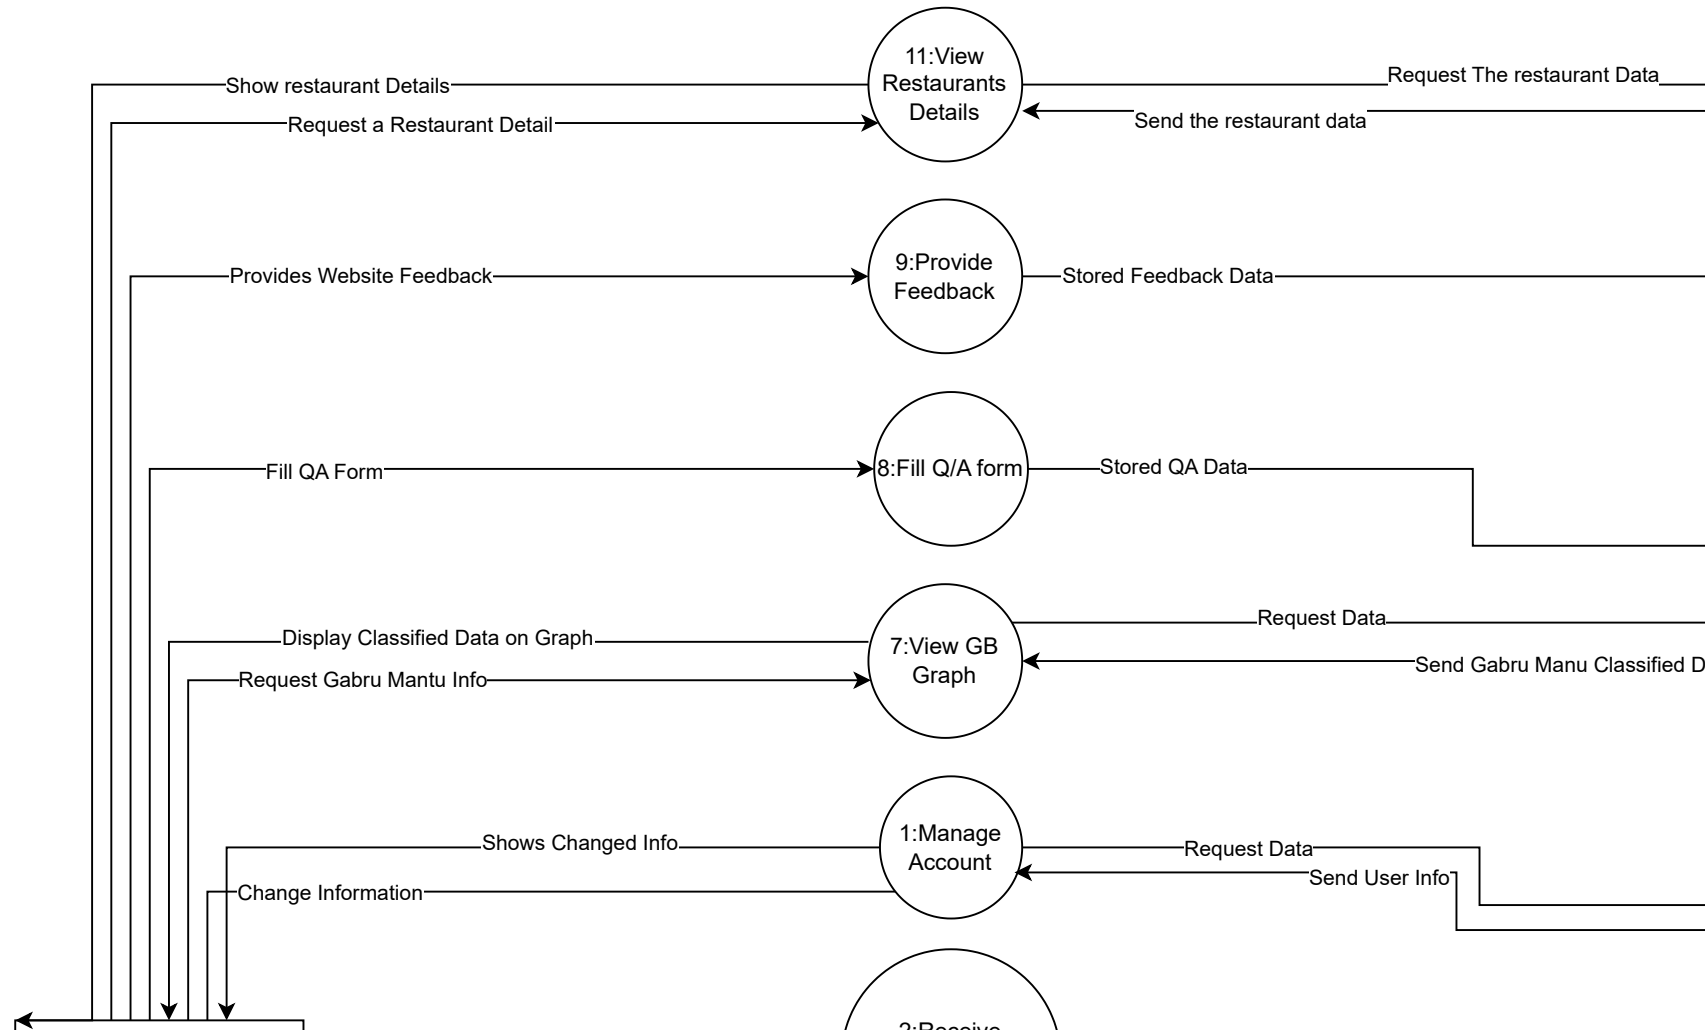 11:View
Restaurants
Details
Show restaurant Details
Request The restaurant Data
Request a Restaurant Detail
Send the restaurant data
9:Provide
Feedback
Provides Website Feedback
Stored Feedback Data
Fill QA Form
8:Fill Q/A form
Stored QA Data
Display Classified Data on Graph
7:View GB
Graph
Request Data
Request Gabru Mantu Info
Send Gabru Manu Classified D
Shows Changed Info
1:Manage
Account
Request Data
Change Information
Send User Info
2:Receive